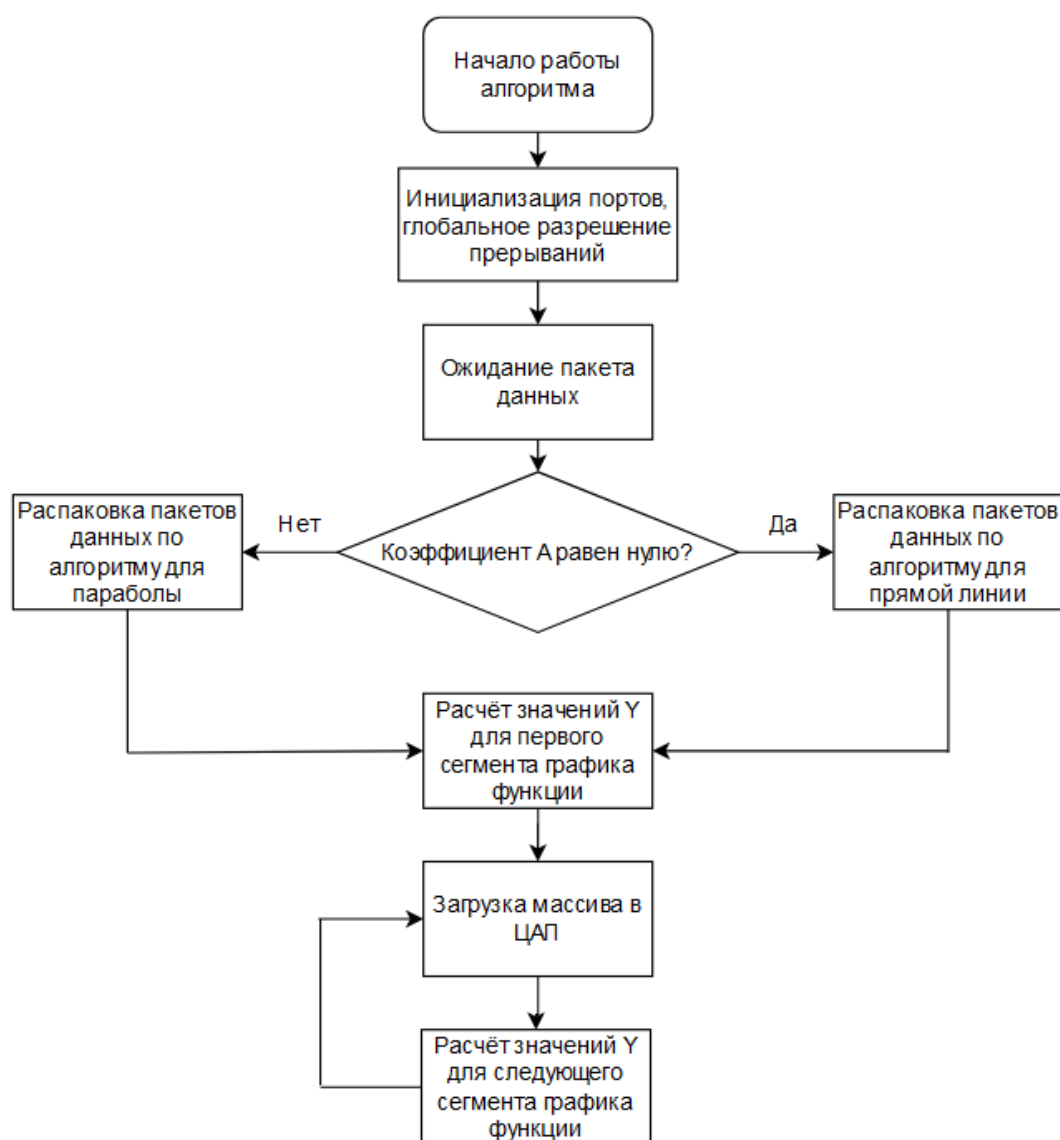 Начало работы
алгоритма
Инициализация портов,
глобальное разрешение
прерываний
Ожидание пакета
данных
Коэффициент А равен нулю?
Нет
Да
Распаковка пакетов
данных по
алгоритму для
параболы
Распаковка пакетов
данных по
алгоритму для
прямой линии
Расчёт значений Y
для первого
сегмента графика
функции
Загрузка массива в
ЦАП
Расчёт значений Y
для следующего
сегмента графика
функции